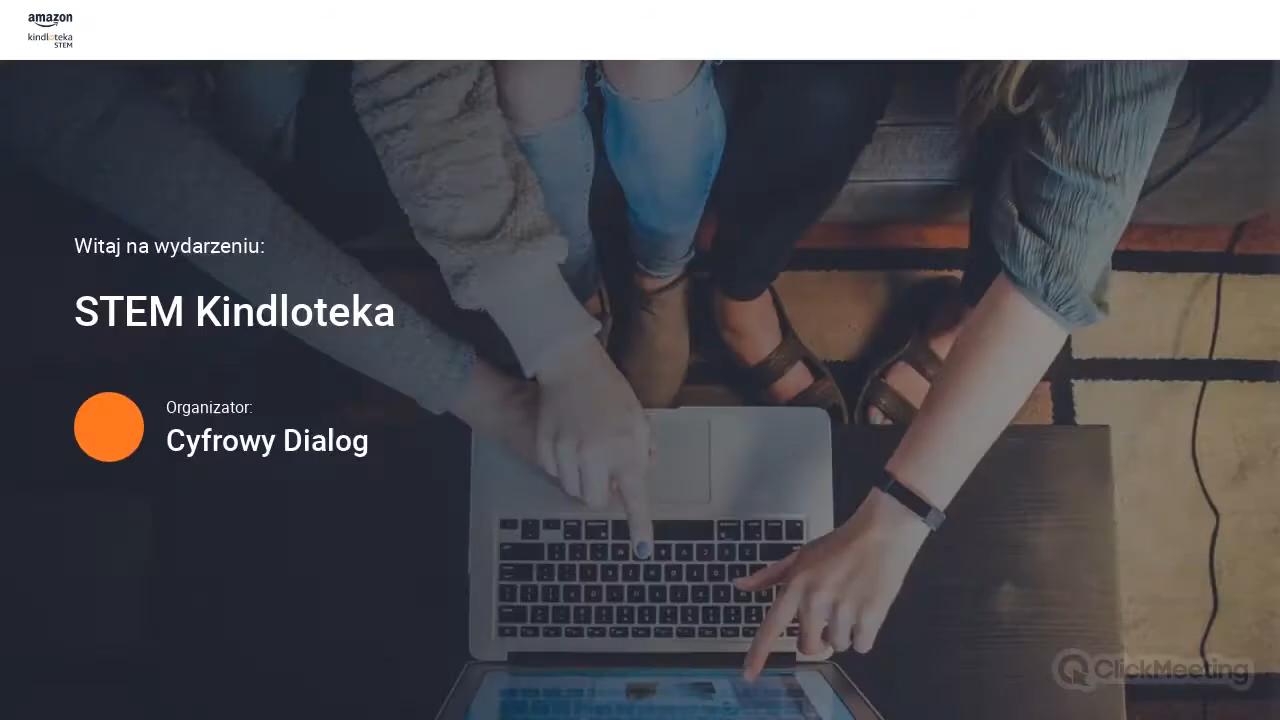 amazon
kindloteka
STEM
Witaj na wydarzeniu:
STEM Kindloteka
Organizator:
Cyfrowy Dialog
ClickMeeting